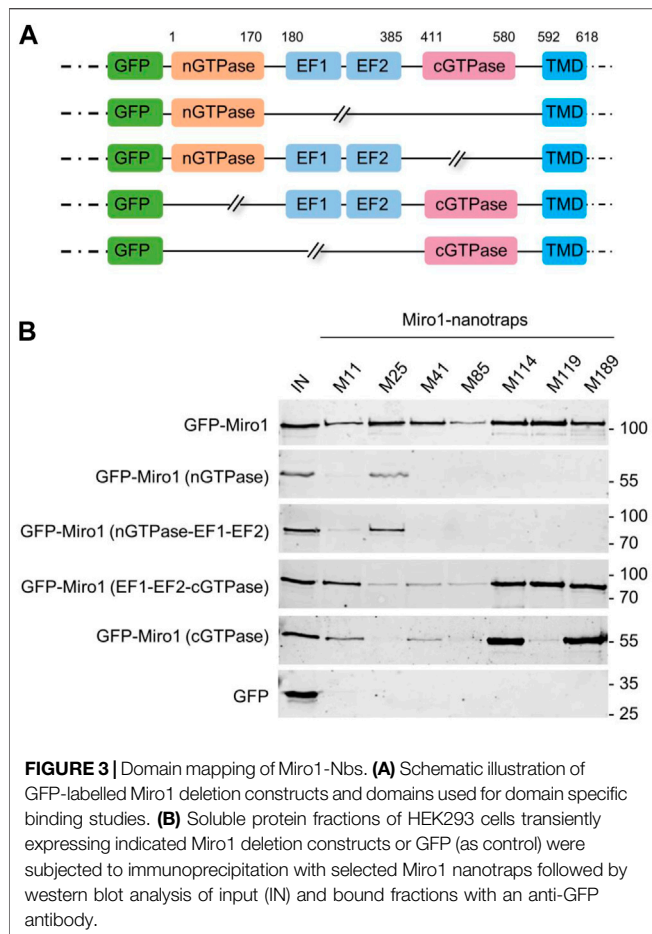 A
1 170 180 385 411 580 592 618
GFP nGTPase EF1 EF2 cGTPase TMD
GFP nGTPase TMD
GFP nGTPase EF1 EF2 TMD
GFP EF1 EF2 cGTPase TMD
GFP cGTPase TMD
B
Miro1-nanotraps
IN M11 M25 M41 M85 M114 M119 M189
GFP-Miro1 - 100
GFP-Miro1 (nGTPase) - 55
GFP-Miro1 (nGTPase-EF1-EF2) - 100
- 70
GFP-Miro1 (EF1-EF2-cGTPase) - 100
- 70
GFP-Miro1 (cGTPase) - 55
GFP - 35
- 25
FIGURE 3 | Domain mapping of Miro1-Nbs. (A) Schematic illustration of
GFP-labelled Miro1 deletion constructs and domains used for domain specific
binding studies. (B) Soluble protein fractions of HEK293 cells transiently
expressing indicated Miro1 deletion constructs or GFP (as control) were
subjected to immunoprecipitation with selected Miro1 nanotraps followed by
western blot analysis of input (IN) and bound fractions with an anti-GFP
antibody.